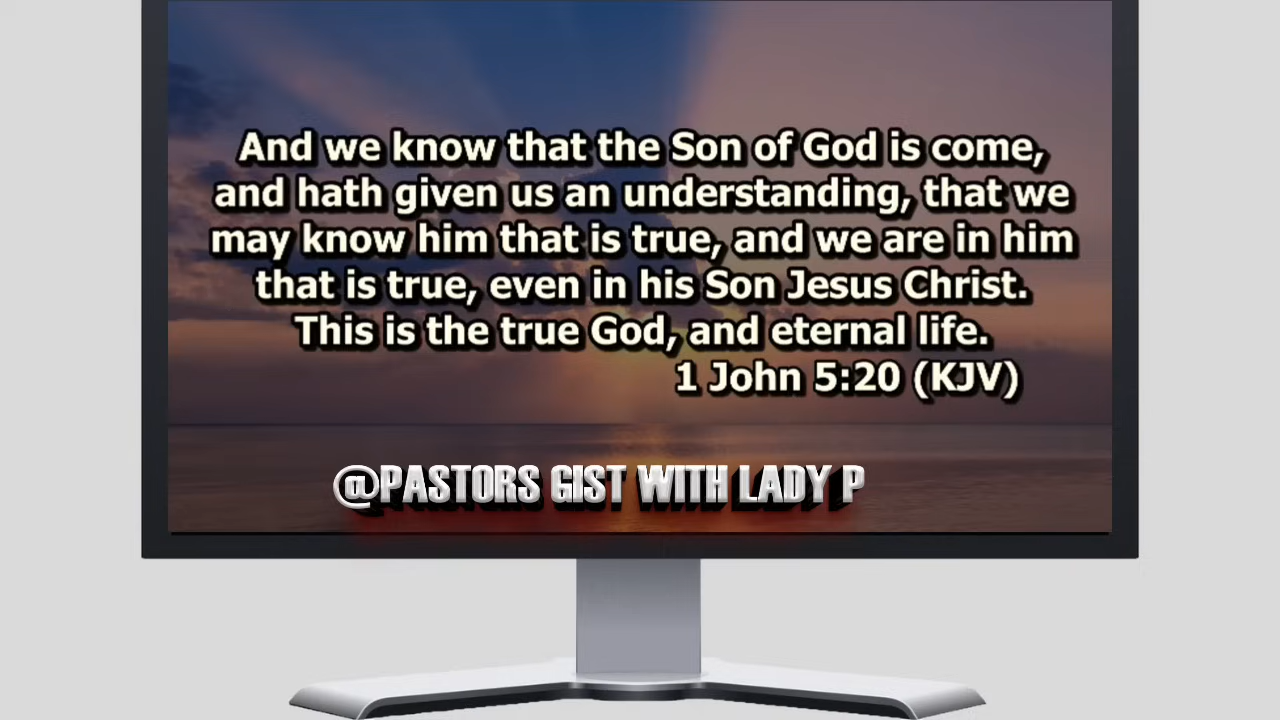 And we know that the Son of God is come,
and hath given us an understanding, that we
may know him that is true, and we are in him
that is true, even in his Son Jesus Christ.
This is the true God, and eternal life.
1 John 5:20 (KJV)
@PASTORS GIST WITH LADY P